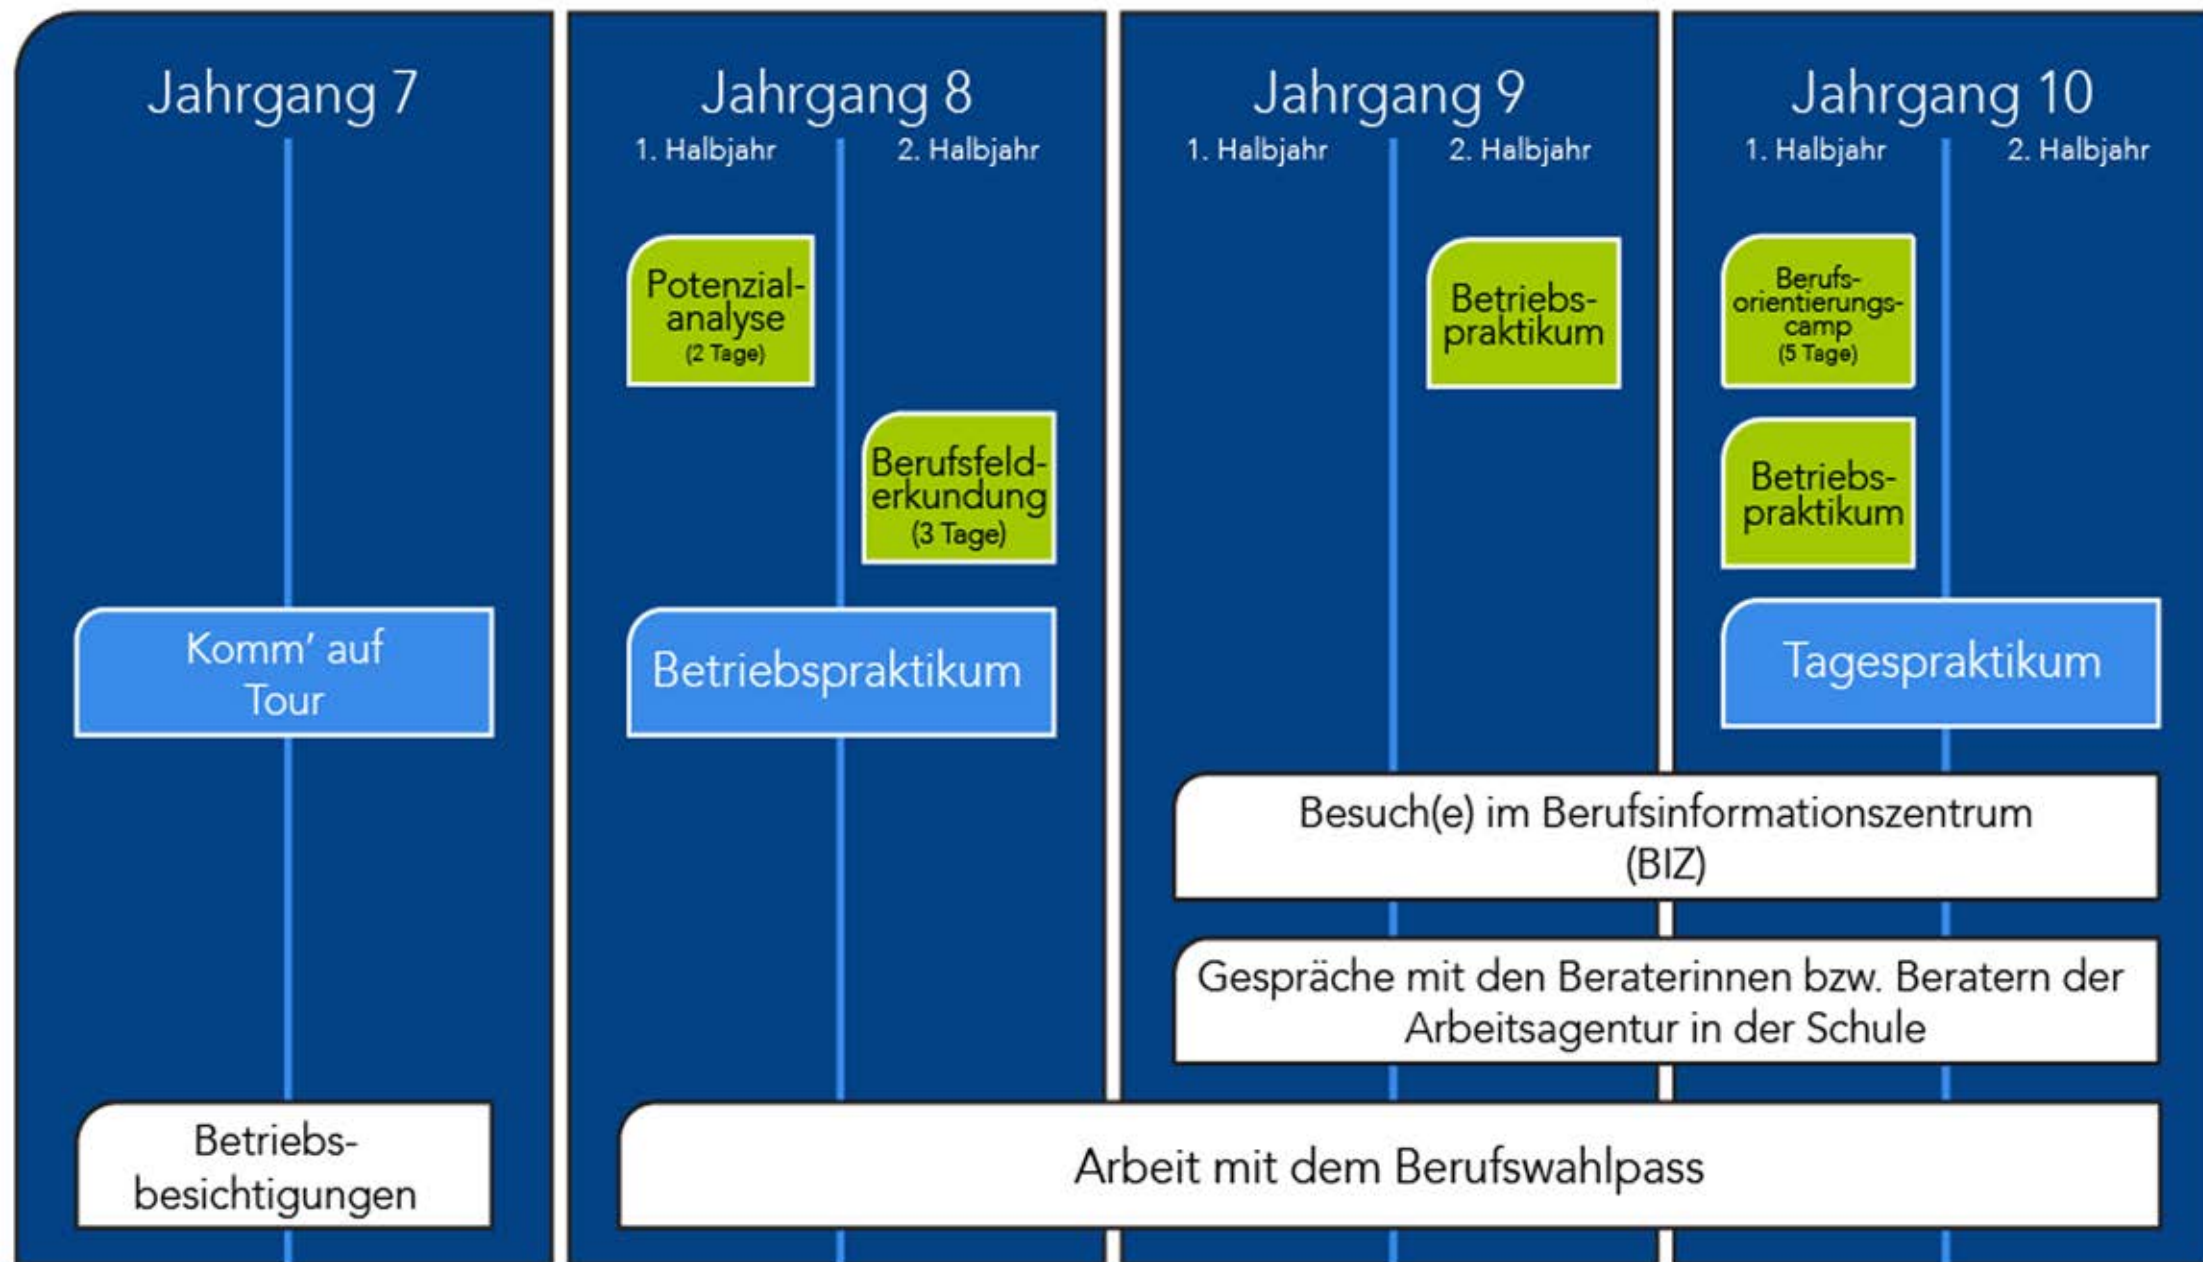 Jahrgang 7
Komm’ auf
Tour
Betriebs-
besichtigungen
Jahrgang 8
1. Halbjahr
2. Halbjahr
Potenzial-
analyse
(2 Tage)
Berufsfeld-
erkundung
(3 Tage)
Betriebspraktikum
Jahrgang 9
1. Halbjahr
2. Halbjahr
Betriebs-
praktikum
Jahrgang 10
1. Halbjahr
2. Halbjahr
Berufs-
orientierungs-
camp
(5 Tage)
Betriebs-
praktikum
Tagespraktikum
Besuch(e) im Berufsinformationszentrum
(BIZ)
Gespräche mit den Beraterinnen bzw. Beratern der
Arbeitsagentur in der Schule
Arbeit mit dem Berufswahlpass